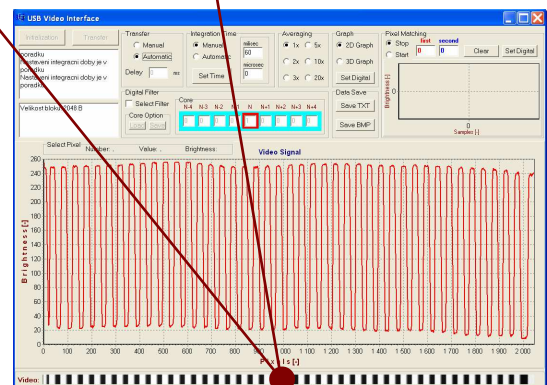 USB Video Interface
Initialization Transfer
poradku
Nastaveni integracni doby je v
poradku
Nastaveni integracni doby je v
poradku
Velikost bloku 2048 B
Transfer
Manual
Automatic
Delay ms
Integration Time
Manual milisec
60
Automatic microsec
0
Set Time
Averaging
1x 5x
2x 10x
3x 20x
Graph
2D Graph
3D Graph
Set Digital
Pixel Matching
Stop first second
Start 0 0 Clear Set Digital
Brightness [-]
0
0
Samples [-]
Digital Filter
Select Filter
Core Option
Load Save
Core
N-4 N-3 N-2 N-1 N N+1 N+2 N+3 N+4
Data Save
Save TXT
Save BMP
Select Pixel
Number: . Value: . Brightness:
Video Signal
Brightness [-]
260
240
220
200
180
160
140
120
100
80
60
40
20
0
0 100 200 300 400 500 600 700 800 900 1 000 1 100 1 200 1 300 1 400 1 500 1 600 1 700 1 800 1 900 2 000
Pixels [-]
Video: